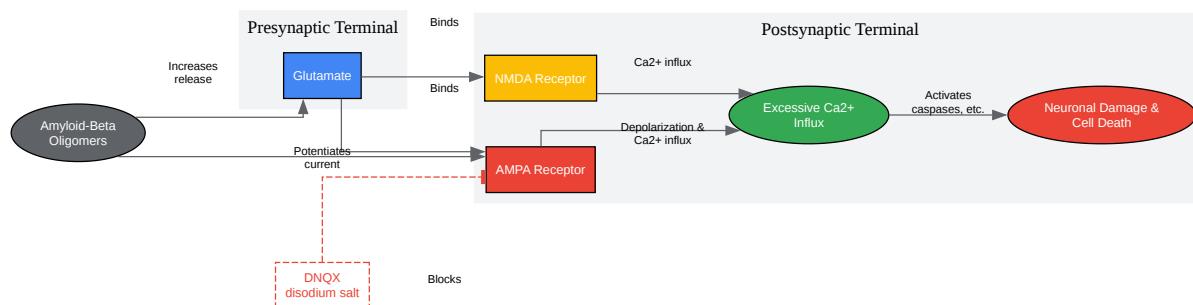 Presynaptic Terminal
Binds
Postsynaptic Terminal
Increases
release
Glutamate
NMDA Receptor
Ca2+ influx
Binds
Amyloid-Beta
Oligomers
Excessive Ca2+
Influx
Activates
caspases, etc.
Neuronal Damage &
Cell Death
Depolarization &
Ca2+ influx
Potentiates
current
AMPA Receptor
DNQX
disodium salt
Blocks